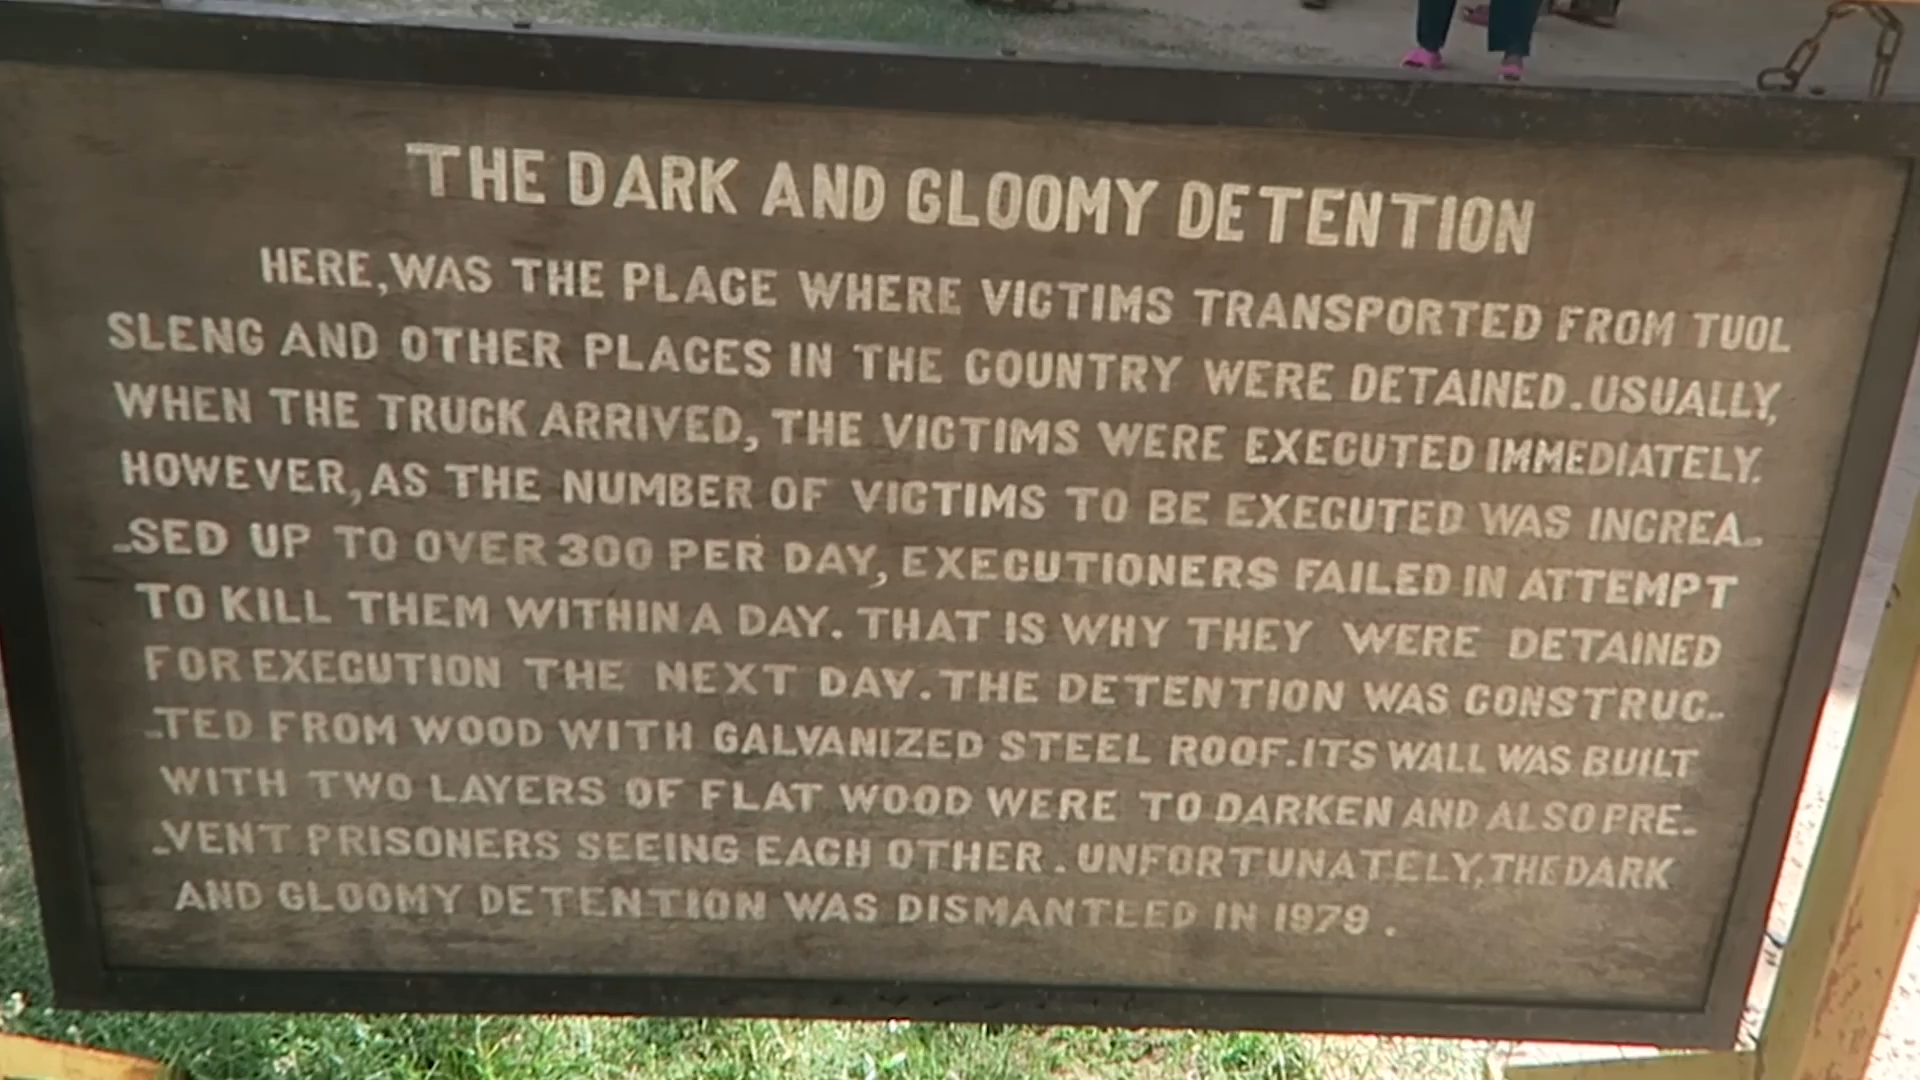 THE DARK AND GLOOMY DETENTION
HERE, WAS THE PLACE WHERE VICTIMS TRANSPORTED FROM TUOL
SLENG AND OTHER PLACES IN THE COUNTRY WERE DETAINED. USUALLY,
WHEN THE TRUCK ARRIVED, THE VICTIMS WERE EXECUTED IMMEDIATELY.
HOWEVER, AS THE NUMBER OF VICTIMS TO BE EXECUTED WAS INCREA-
-SED UP TO OVER 300 PER DAY, EXECUTIONERS FAILED IN ATTEMPT
TO KILL THEM WITHIN A DAY. THAT IS WHY THEY WERE DETAINED
FOR EXECUTION THE NEXT DAY. THE DETENTION WAS CONSTRUC-
-TED FROM WOOD WITH GALVANIZED STEEL ROOF. ITS WALL WAS BUILT
WITH TWO LAYERS OF FLAT WOOD WERE TO DARKEN AND ALSO PRE-
-VENT PRISONERS SEEING EACH OTHER. UNFORTUNATELY, THE DARK
AND GLOOMY DETENTION WAS DISMANTLED IN 1979.